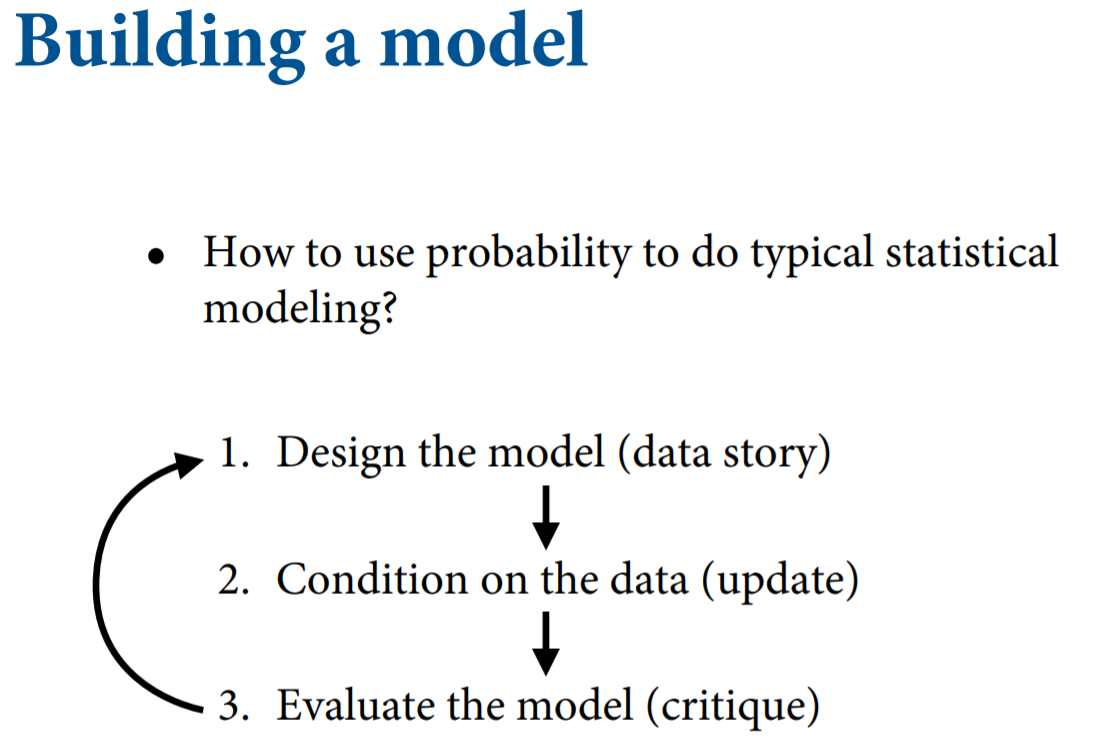 Building a model
• How to use probability to do typical statistical
modeling?
1. Design the model (data story)
2. Condition on the data (update)
3. Evaluate the model (critique)